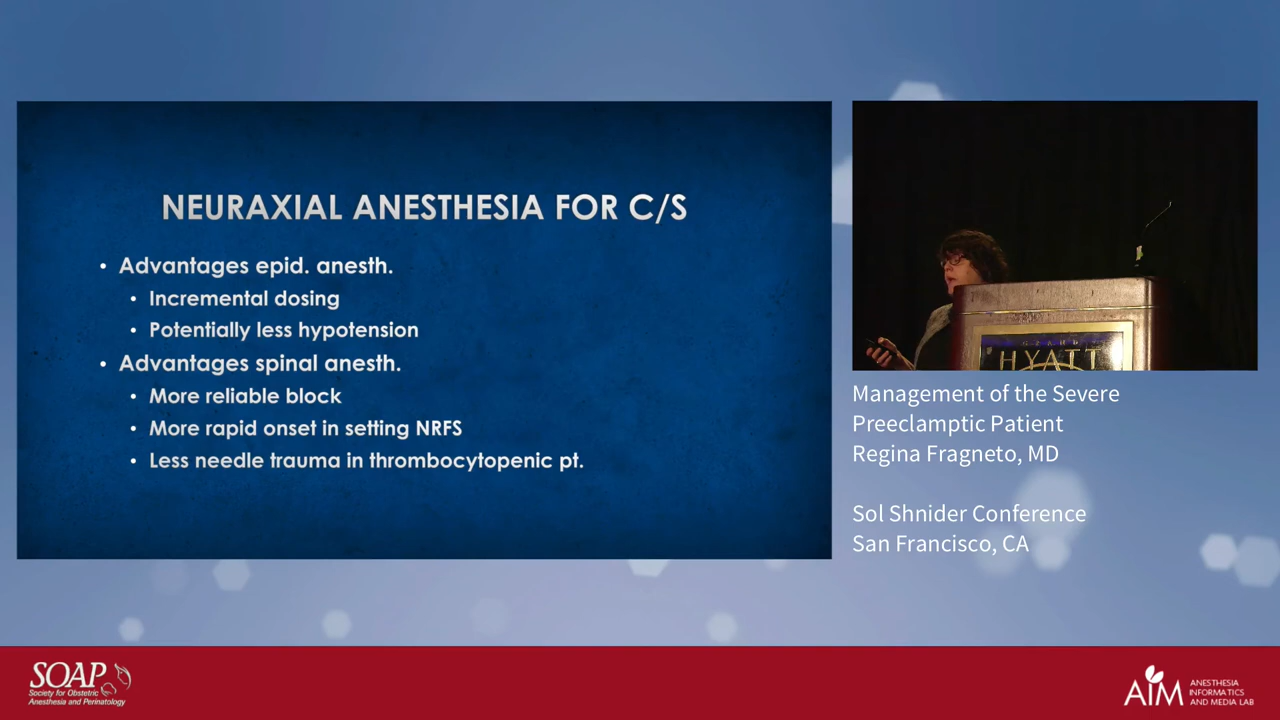 NEURAXIAL ANESTHESIA FOR C/S
• Advantages epid. anesth.
• Incremental dosing
• Potentially less hypotension
• Advantages spinal anesth.
• More reliable block
• More rapid onset in setting NRFS
• Less needle trauma in thrombocytopenic pt.
HYATT
Management of the Severe
Preeclamptic Patient
Regina Fragneto, MD
Sol Shnider Conference
San Francisco, CA
SOAP
Society for Obstetric
Anesthesia and Perinatology
AIM
ANESTHESIA
INFORMATICS
AND MEDIA LAB